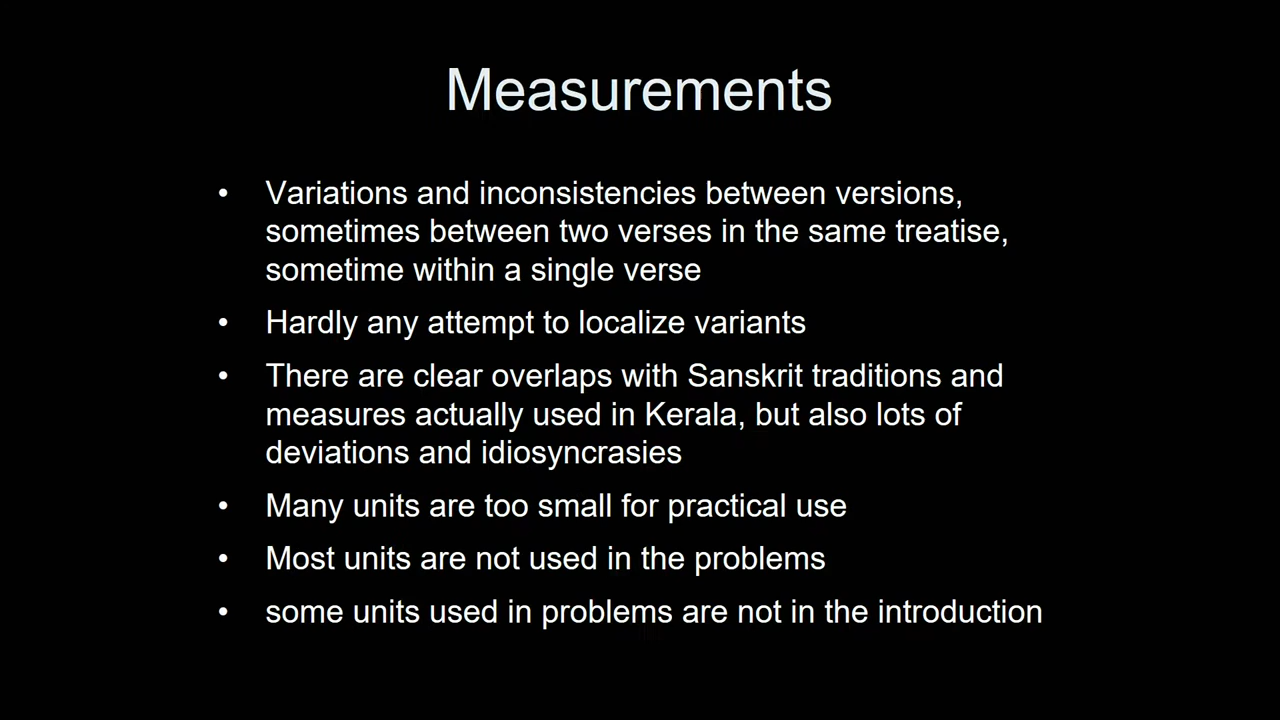 Measurements
• Variations and inconsistencies between versions,
sometimes between two verses in the same treatise,
sometime within a single verse
• Hardly any attempt to localize variants
• There are clear overlaps with Sanskrit traditions and
measures actually used in Kerala, but also lots of
deviations and idiosyncrasies
• Many units are too small for practical use
• Most units are not used in the problems
• some units used in problems are not in the introduction